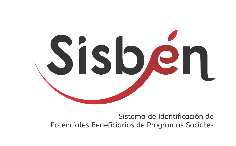 Sisbén
Sistema de Identificación de
Potenciales Beneficiarios de Programas Sociales